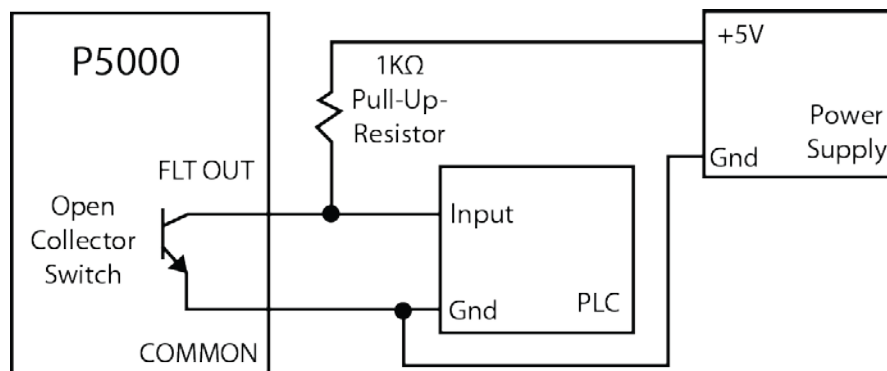 P5000
FLT OUT
Open
Collector
Switch
COMMON
1KΩ
Pull-Up-
Resistor
Input
Gnd
PLC
+5V
Power
Supply
Gnd